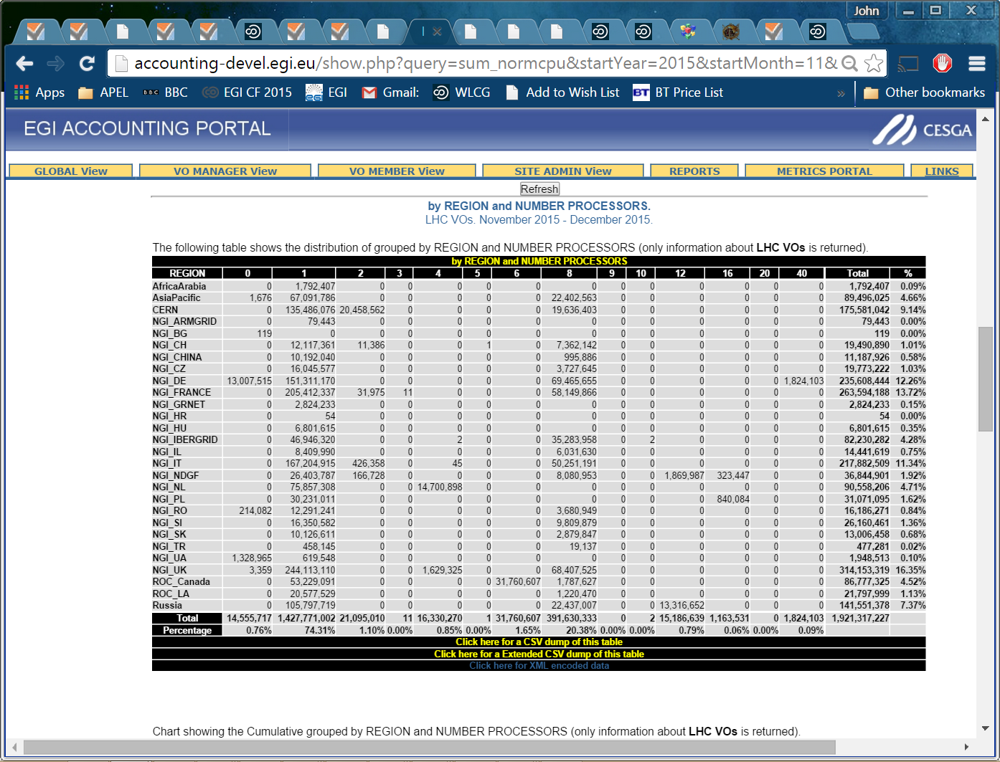 John
accounting-devel.egi.eu/show.php?query=sum_normcpu&startYear=2015&startMonth=11&
Apps APEL BBC BBC EGI CF 2015 EGI Gmail: WLCG Add to Wish List BT BT Price List » Other bookmarks
EGI ACCOUNTING PORTAL CESGA
GLOBAL View VO MANAGER View VO MEMBER View SITE ADMIN View REPORTS METRICS PORTAL LINKS
Refresh
by REGION and NUMBER PROCESSORS.
LHC VOs. November 2015 - December 2015.
The following table shows the distribution of grouped by REGION and NUMBER PROCESSORS (only information about LHC VOs is returned).
by REGION and NUMBER PROCESSORS
REGION 0 1 2 3 4 5 6 8 9 10 12 16 20 40 Total %
AfricaArabia 0 1,792,407 0 0 0 0 0 0 0 0 0 0 0 0 1,792,407 0.09%
AsiaPacific 1,676 67,091,786 0 0 0 0 0 22,402,563 0 0 0 0 0 0 89,496,025 4.66%
CERN 0 135,486,076 20,458,562 0 0 0 0 19,636,403 0 0 0 0 0 0 175,581,042 9.14%
NGI_ARMGRID 0 79,443 0 0 0 0 0 0 0 0 0 0 0 0 79,443 0.00%
NGI_BG 119 0 0 0 0 0 0 0 0 0 0 0 0 0 119 0.00%
NGI_CH 0 12,117,361 11,386 0 0 1 0 7,362,142 0 0 0 0 0 0 19,490,890 1.01%
NGI_CHINA 0 10,192,040 0 0 0 0 0 995,886 0 0 0 0 0 0 11,187,926 0.58%
NGI_CZ 0 16,045,577 0 0 0 0 0 3,727,645 0 0 0 0 0 0 19,773,222 1.03%
NGI_DE 13,007,515 151,311,170 0 0 0 0 0 69,465,655 0 0 0 0 0 1,824,103 235,608,444 12.26%
NGI_FRANCE 0 205,412,337 31,975 11 0 0 0 58,149,866 0 0 0 0 0 0 263,594,188 13.72%
NGI_GRNET 0 2,824,233 0 0 0 0 0 0 0 0 0 0 0 0 2,824,233 0.15%
NGI_HR 0 54 0 0 0 0 0 0 0 0 0 0 0 0 54 0.00%
NGI_HU 0 6,801,615 0 0 0 0 0 0 0 0 0 0 0 0 6,801,615 0.35%
NGI_IBERGRID 0 46,946,320 0 0 2 0 0 35,283,958 0 2 0 0 0 0 82,230,282 4.28%
NGI_IL 0 8,409,990 0 0 0 0 0 6,031,630 0 0 0 0 0 0 14,441,619 0.75%
NGI_IT 0 167,204,915 426,358 0 45 0 0 50,251,191 0 0 0 0 0 0 217,882,509 11.34%
NGI_NDGF 0 26,403,787 166,728 0 0 0 0 8,080,953 0 0 1,869,987 323,447 0 0 36,844,901 1.92%
NGI_NL 0 75,857,308 0 0 14,700,898 0 0 0 0 0 0 0 0 0 90,558,206 4.71%
NGI_PL 0 30,231,011 0 0 0 0 0 0 0 0 0 840,084 0 0 31,071,095 1.62%
NGI_RO 214,082 12,291,241 0 0 0 0 0 3,680,949 0 0 0 0 0 0 16,186,271 0.84%
NGI_SI 0 16,350,582 0 0 0 0 0 9,809,879 0 0 0 0 0 0 26,160,461 1.36%
NGI_SK 0 10,126,611 0 0 0 0 0 2,879,847 0 0 0 0 0 0 13,006,458 0.68%
NGI_TR 0 458,145 0 0 0 0 0 19,137 0 0 0 0 0 0 477,281 0.02%
NGI_UA 1,328,965 619,548 0 0 0 0 0 0 0 0 0 0 0 0 1,948,513 0.10%
NGI_UK 3,359 244,113,110 0 0 1,629,325 0 0 68,407,525 0 0 0 0 0 0 314,153,319 16.35%
ROC_Canada 0 53,229,091 0 0 0 0 31,760,607 1,787,627 0 0 0 0 0 0 86,777,325 4.52%
ROC_LA 0 20,577,529 0 0 0 0 0 1,220,470 0 0 0 0 0 0 21,797,999 1.13%
Russia 0 105,797,719 0 0 0 0 0 22,437,007 0 0 13,316,652 0 0 0 141,551,378 7.37%
Total 14,555,717 1,427,771,002 21,095,010 11 16,330,270 1 31,760,607 391,630,333 0 2 15,186,639 1,163,531 0 1,824,103 1,921,317,227
Percentage 0.76% 74.31% 1.10% 0.00% 0.85% 0.00% 1.65% 20.38% 0.00% 0.00% 0.79% 0.06% 0.00% 0.09%
Click here for a CSV dump of this table
Click here for a Extended CSV dump of this table
Click here for XML encoded data
Chart showing the Cumulative grouped by REGION and NUMBER PROCESSORS (only information about LHC VOs is returned).